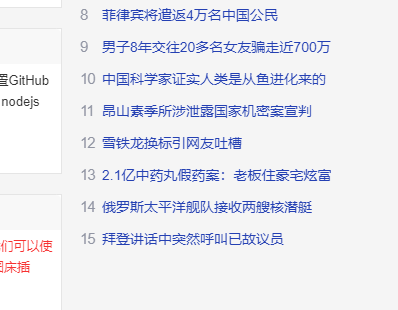 8 菲律宾将遣返4万名中国公民
9 男子8年交往20多名女友骗走近700万
10 中国科学家证实人类是从鱼进化来的
11 昂山素季所涉泄露国家机密案宣判
12 雪铁龙换标引网友吐槽
13 2.1亿中药丸假药案：老板住豪宅炫富
14 俄罗斯太平洋舰队接收两艘核潜艇
15 拜登讲话中突然呼叫已故议员
置GitHub
nodejs
们可以使
图床插